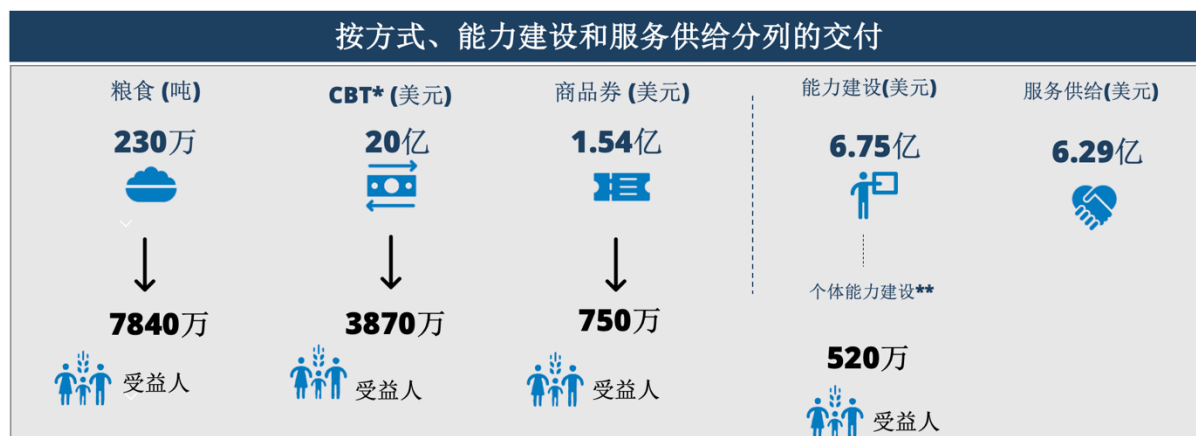 按方式、能力建设和服务供给分列的交付
粮食 (吨)
230万
7840万
受益人
CBT* (美元)
20亿
3870万
受益人
商品券 (美元)
1.54亿
750万
受益人
能力建设(美元)
6.75亿
个体能力建设**
520万
受益人
服务供给(美元)
6.29亿